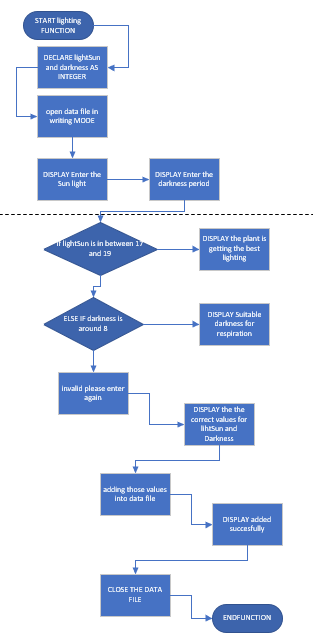 START lighting
FUNCTION
DECLARE lightSun
and darkness AS
INTEGER
open data file in
writing MODE
DISPLAY Enter the
Sun light
DISPLAY Enter the
darkness period
If lightSun is in between 17
and 19
DISPLAY the plant is
getting the best
lighting
ELSE IF darkness is
around 8
DISPLAY Suitable
darkness for
respiration
invalid please enter
again
DISPLAY the the
correct values for
lihtSun and
Darkness
adding those values
into data file
DISPLAY added
succesfully
CLOSE THE DATA
FILE
ENDFUNCTION